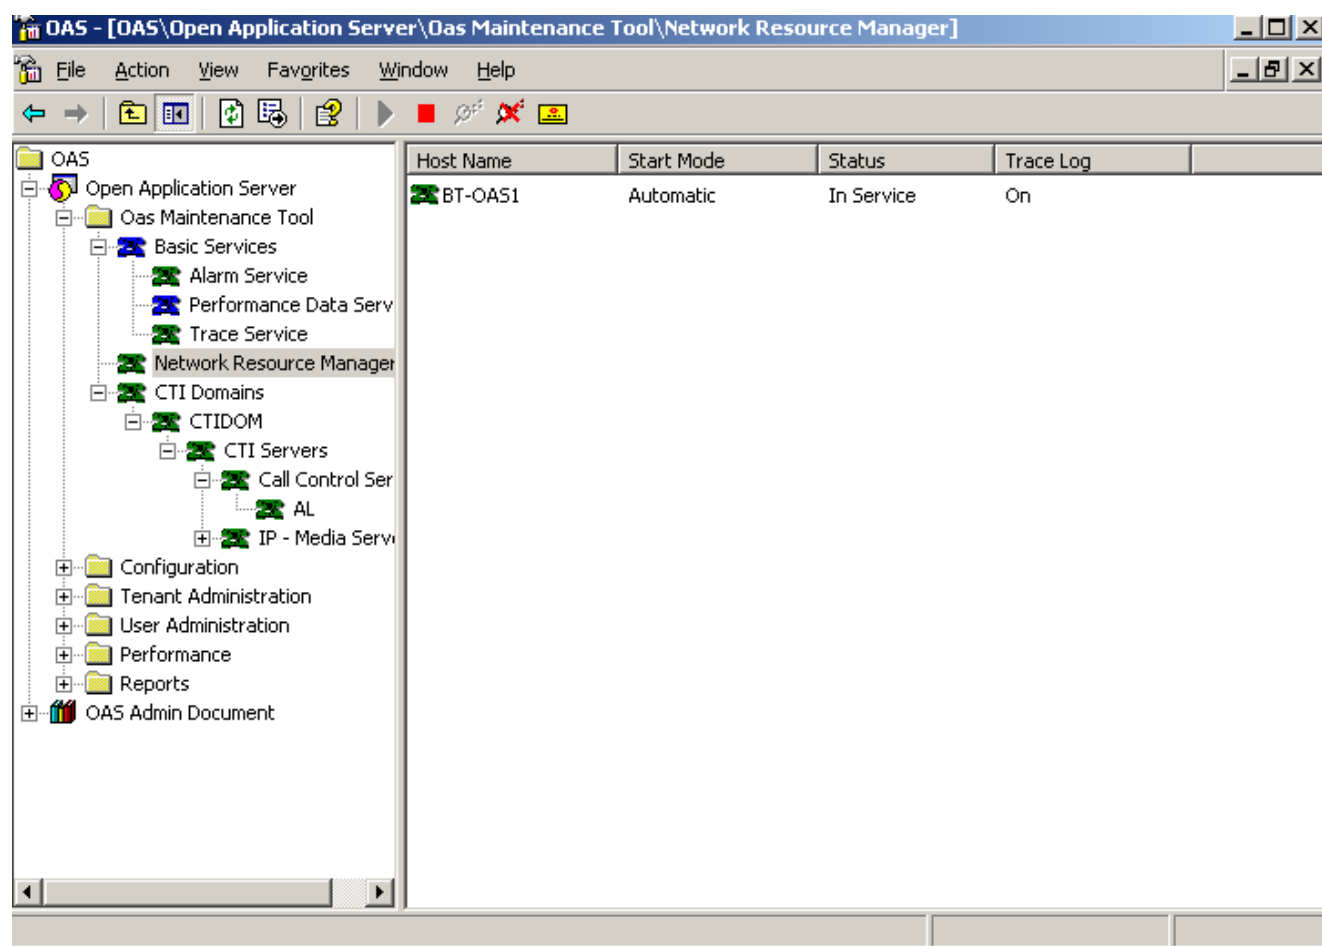 OAS - [OAS\Open Application Server\Oas Maintenance Tool\Network Resource Manager]
File Action View Favorites Window Help
OAS
Open Application Server
Oas Maintenance Tool
Basic Services
Alarm Service
Performance Data Serv
Trace Service
Network Resource Manager
CTI Domains
CTIDOM
CTI Servers
Call Control Ser
AL
IP - Media Serv
Configuration
Tenant Administration
User Administration
Performance
Reports
OAS Admin Document
Host Name Start Mode Status Trace Log
BT-OAS1 Automatic In Service On